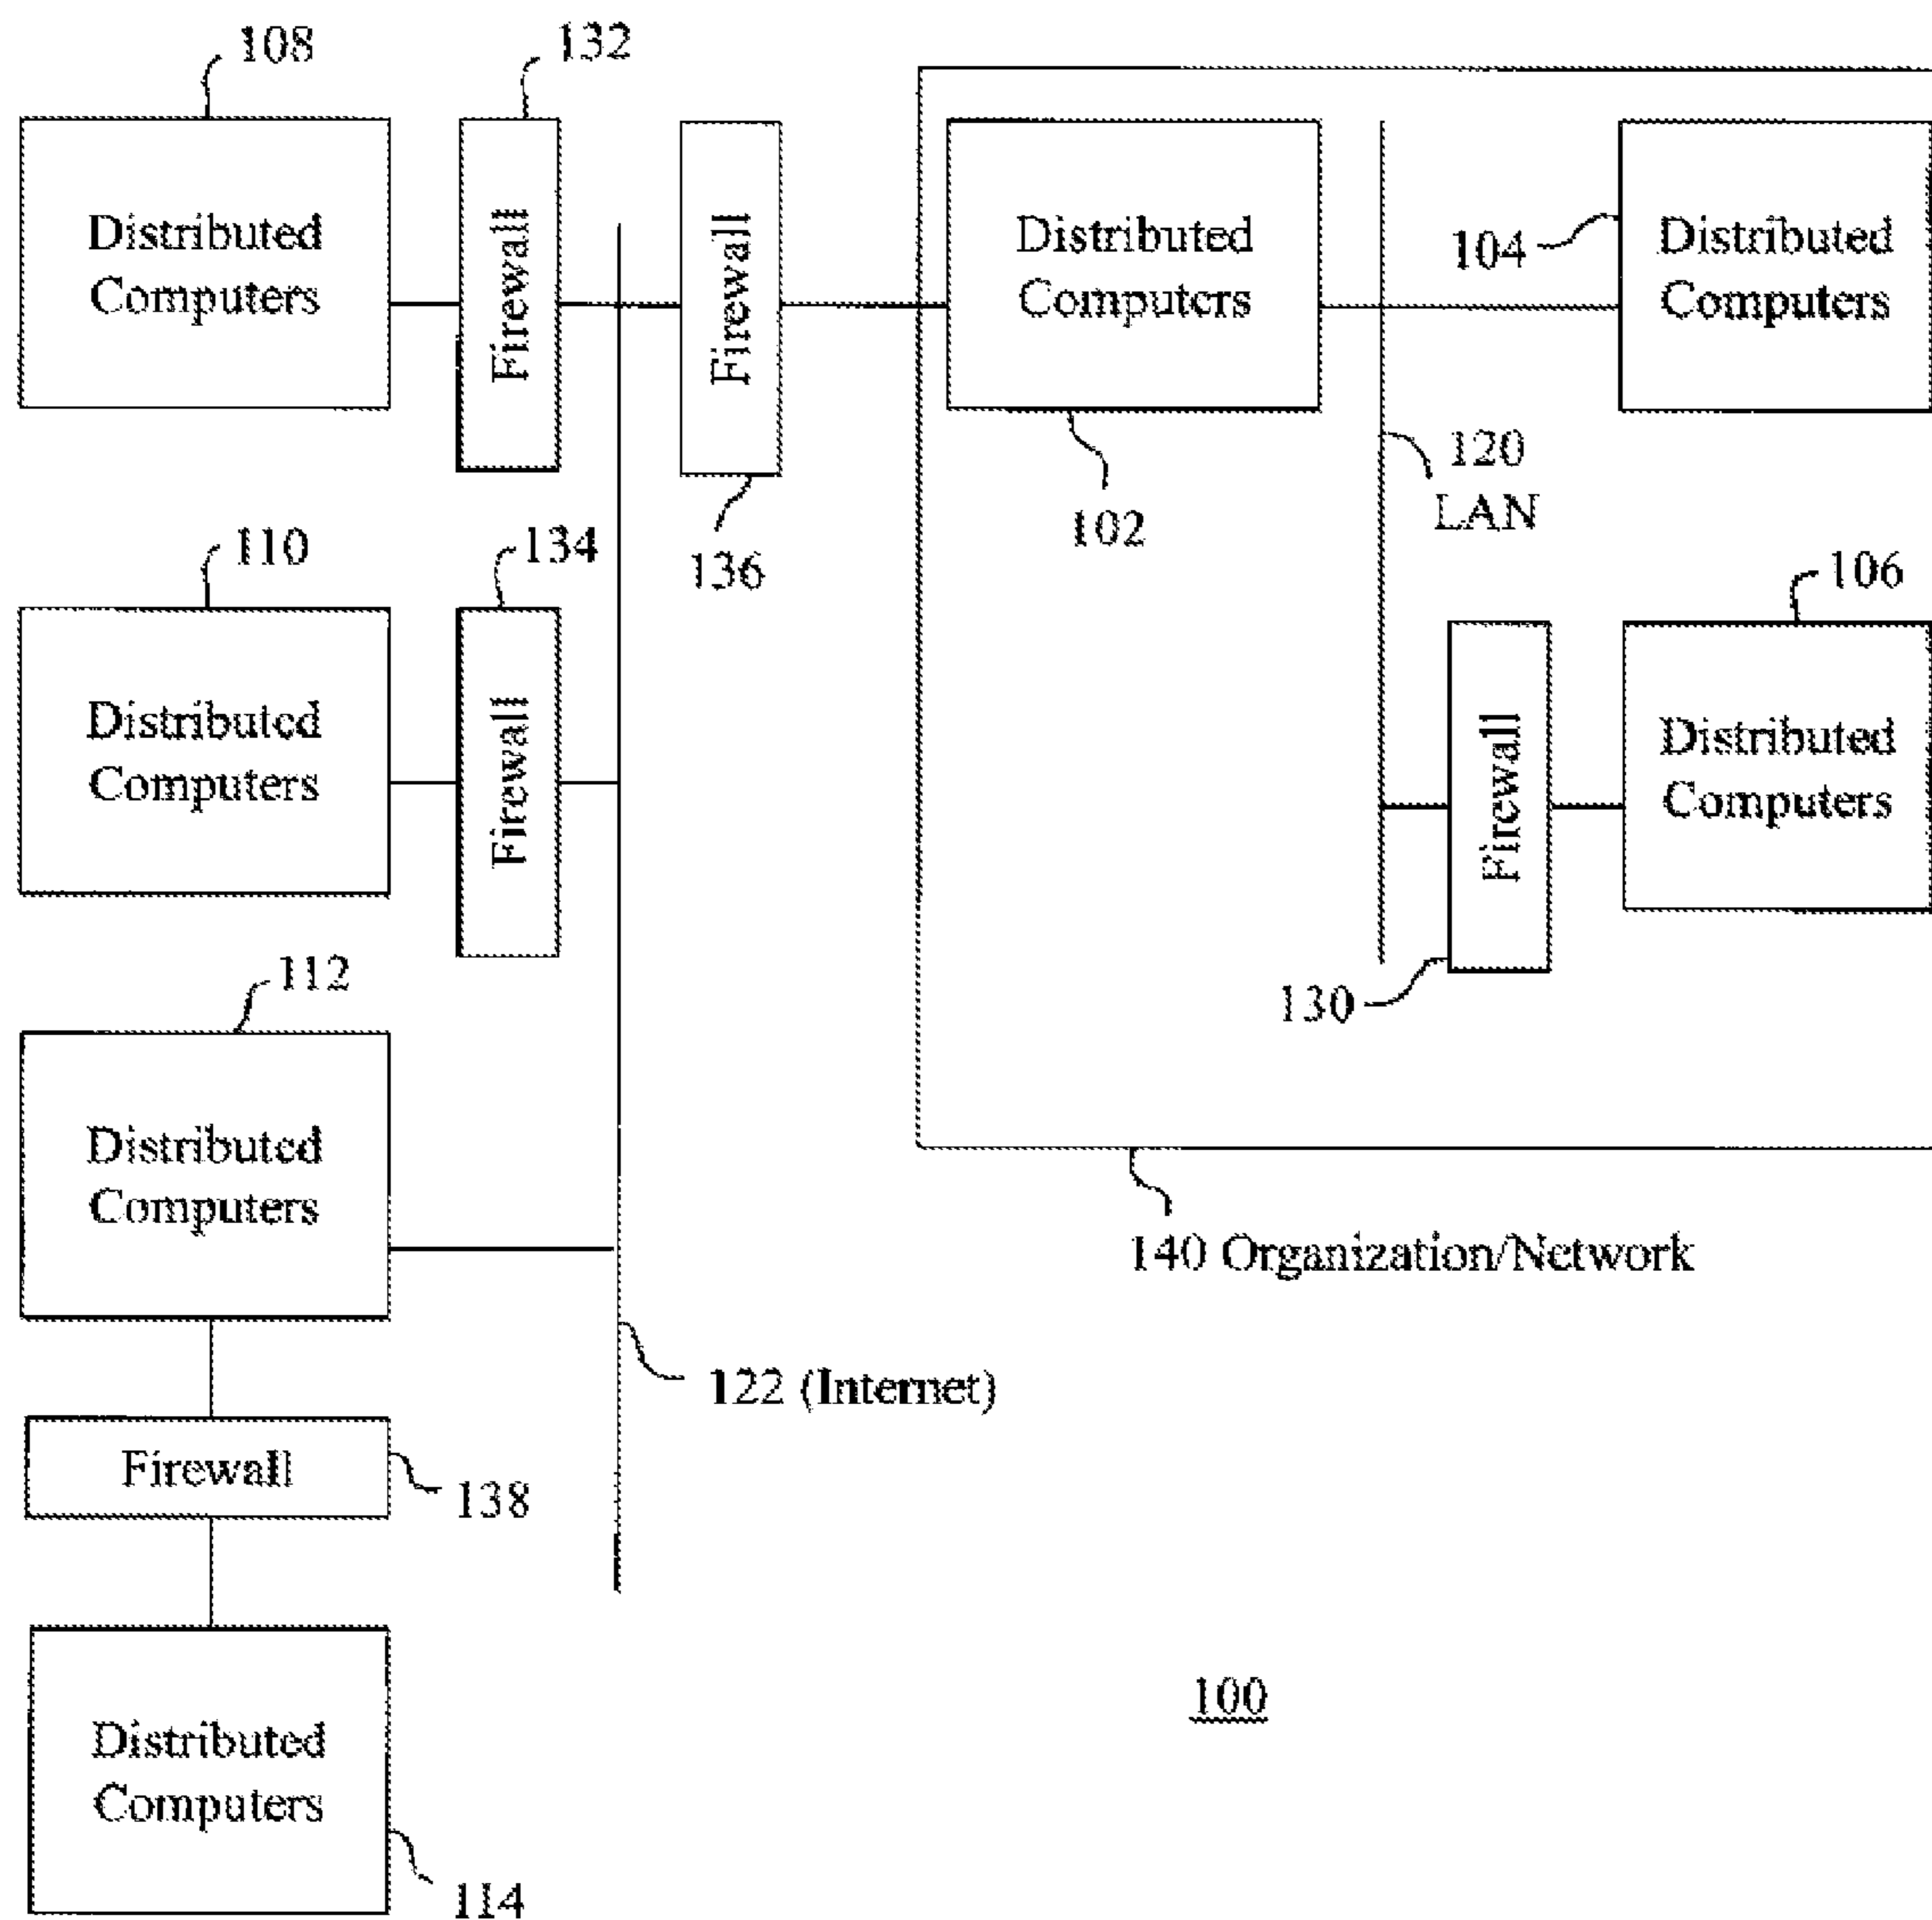 108
132
Distributed
Computers
Firewall
Firewall
136
Distributed
Computers
102
104
Distributed
Computers
120
LAN
110
134
Distributed
Computers
Firewall
106
Firewall
Distributed
Computers
130
112
Distributed
Computers
140 Organization/Network
122 (Internet)
Firewall
138
Distributed
Computers
114
100